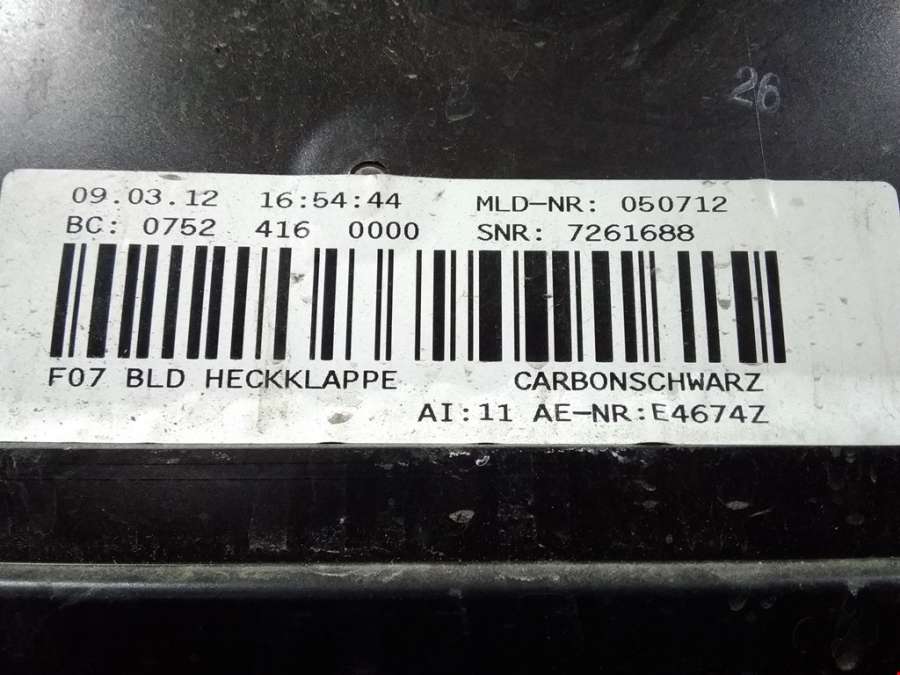 26
09.03.12 16:54:44 MLD-NR: 050712
BC: 0752 416 0000 SNR: 7261688
F07 BLD HECKKLAPPE CARBONSCHWARZ
AI:11 AE-NR:E4674Z